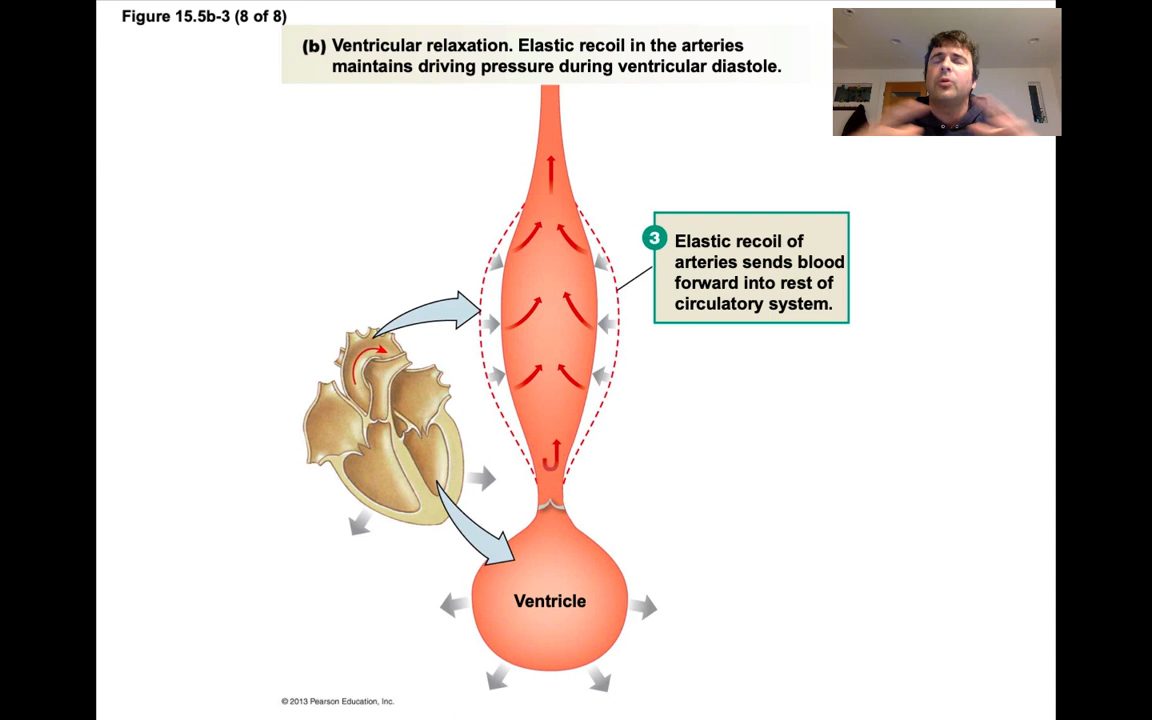 Figure 15.5b-3 (8 of 8)
(b) Ventricular relaxation. Elastic recoil in the arteries
maintains driving pressure during ventricular diastole.
3 Elastic recoil of
arteries sends blood
forward into rest of
circulatory system.
Ventricle
© 2013 Pearson Education, Inc.